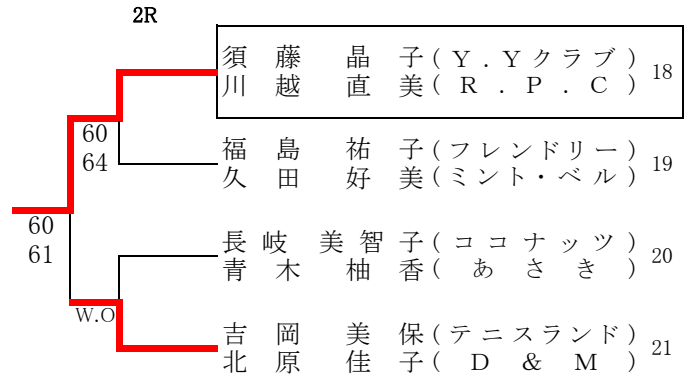 2R
須藤 晶子(Y.Yクラブ) 18
川越 直美(R.P.C)
60
64
福島 祐子(フレンドリー) 19
久田 好美(ミント・ベル)
60
61
長岐 美智子(ココナッツ) 20
青木 柚香(あさき)
W.O
吉岡 美保(テニスランド) 21
北原 佳子(D&M)